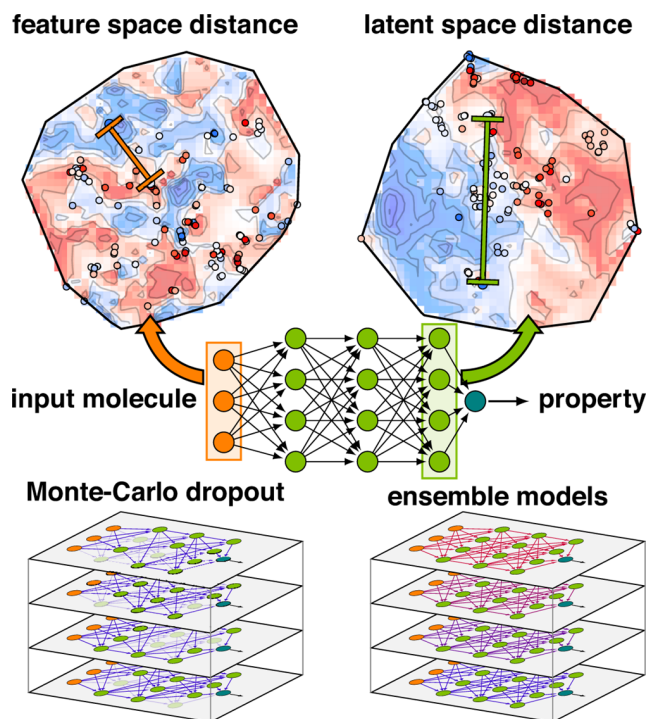 feature space distance
latent space distance
input molecule
property
Monte-Carlo dropout
ensemble models